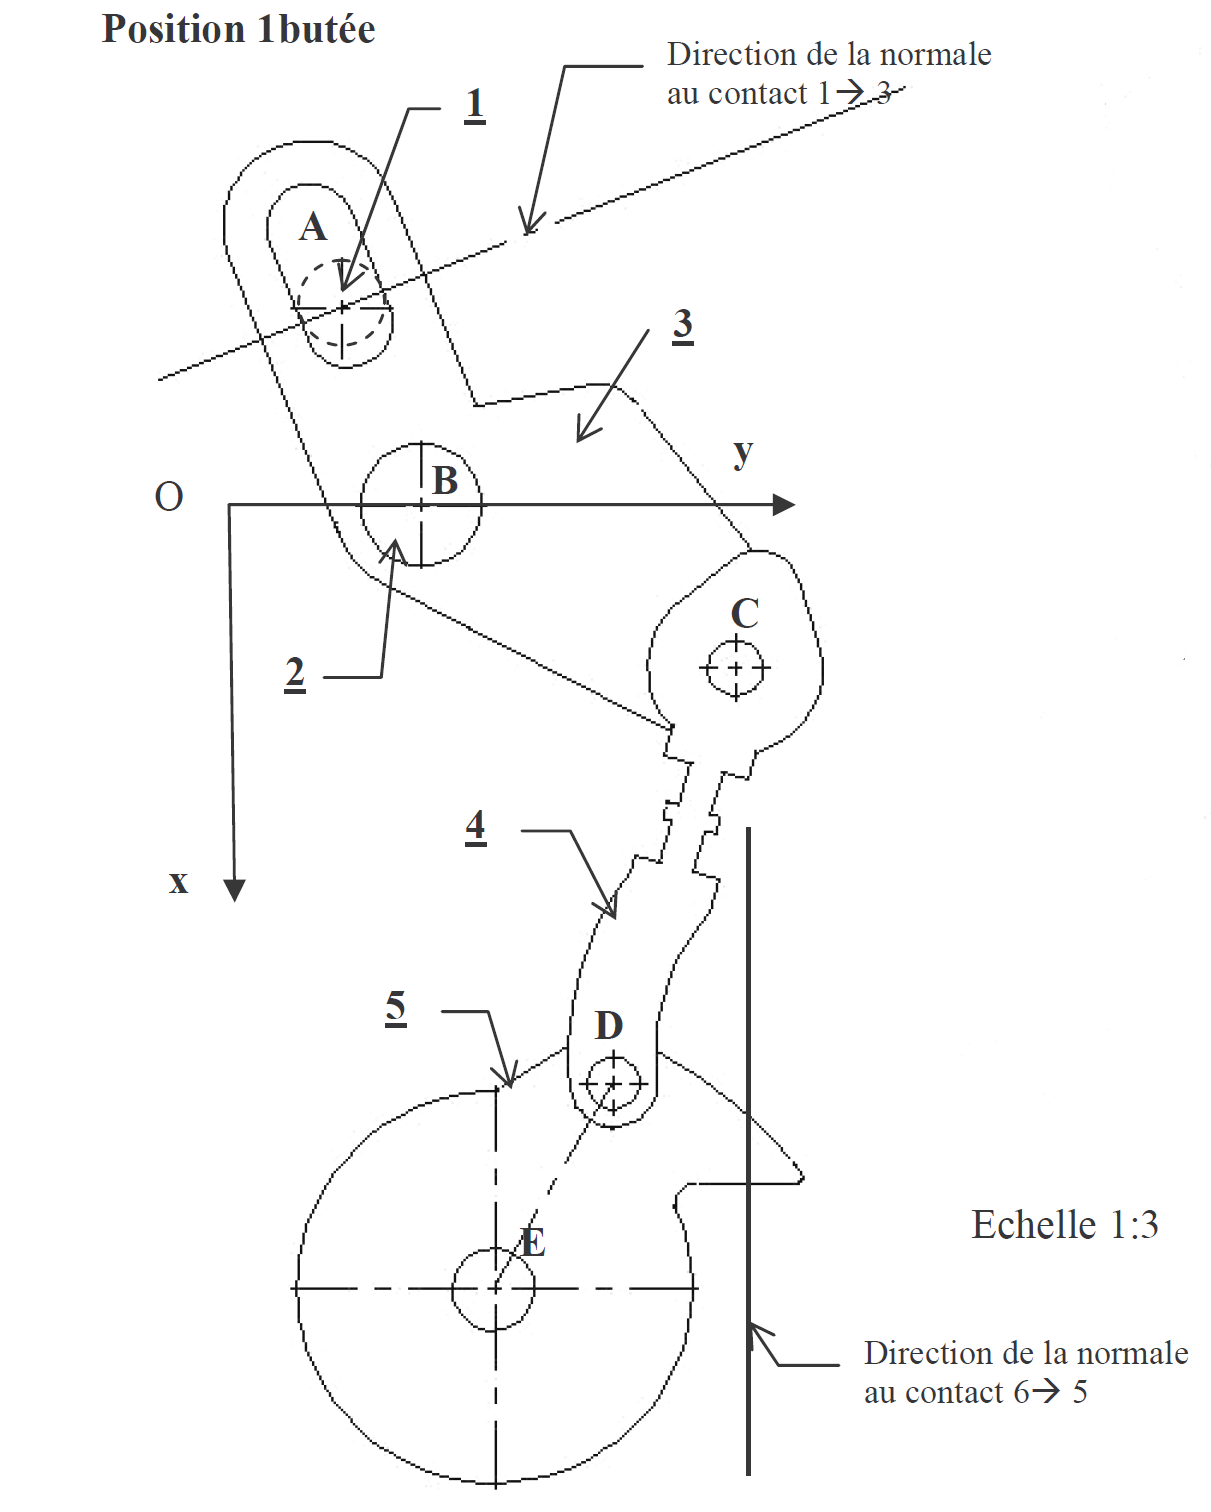 Position 1butée
Direction de la normale
au contact 1→ 3
1
A
3
y
O
B
C
2
4
x
5
D
E
Echelle 1:3
Direction de la normale
au contact 6→ 5